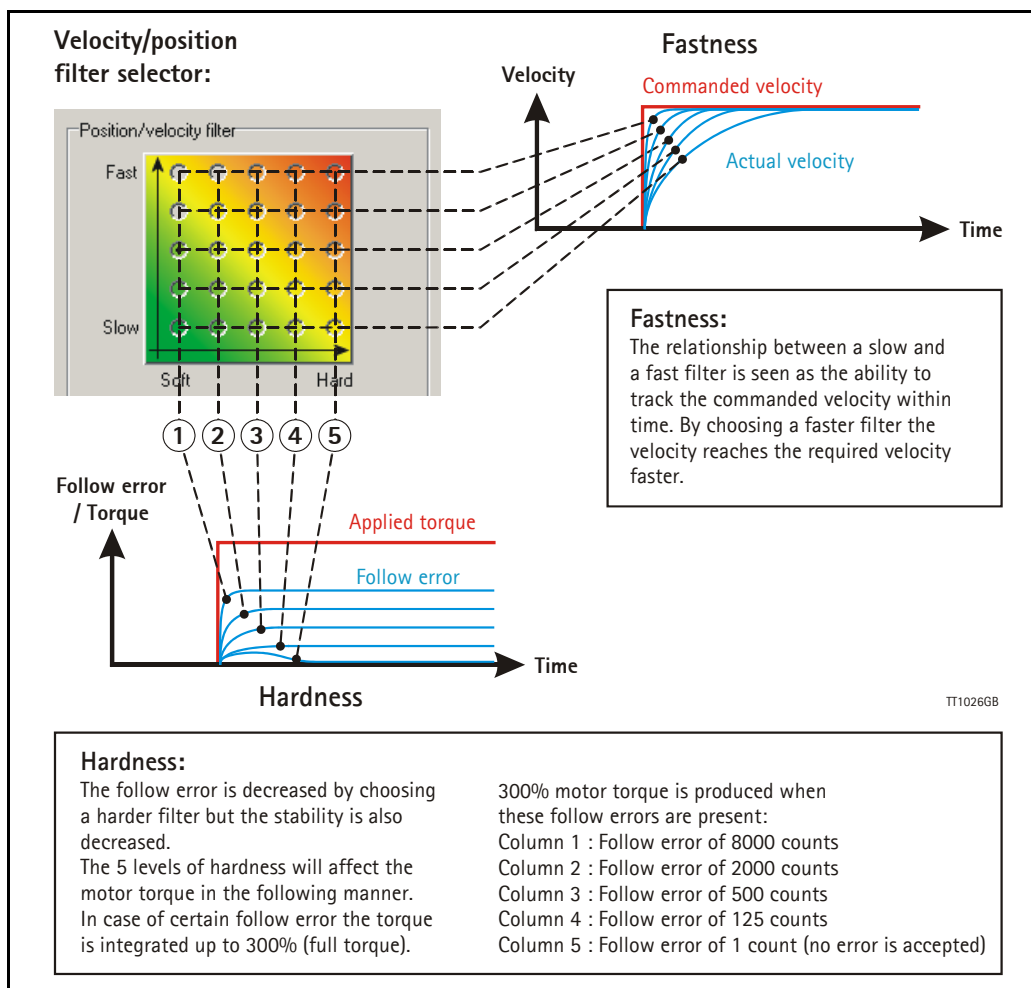 Velocity/position
filter selector:
Position/velocity filter
Fast
Slow
Soft
Hard
1 2 3 4 5
Fastness
Velocity
Commanded velocity
Actual velocity
Time
Fastness:
The relationship between a slow and
a fast filter is seen as the ability to
track the commanded velocity within
time. By choosing a faster filter the
velocity reaches the required velocity
faster.
Follow error
/ Torque
Applied torque
Follow error
Time
Hardness
TT1026GB
Hardness:
The follow error is decreased by choosing
a harder filter but the stability is also
decreased.
The 5 levels of hardness will affect the
motor torque in the following manner.
In case of certain follow error the torque
is integrated up to 300% (full torque).
300% motor torque is produced when
these follow errors are present:
Column 1 : Follow error of 8000 counts
Column 2 : Follow error of 2000 counts
Column 3 : Follow error of 500 counts
Column 4 : Follow error of 125 counts
Column 5 : Follow error of 1 count (no error is accepted)